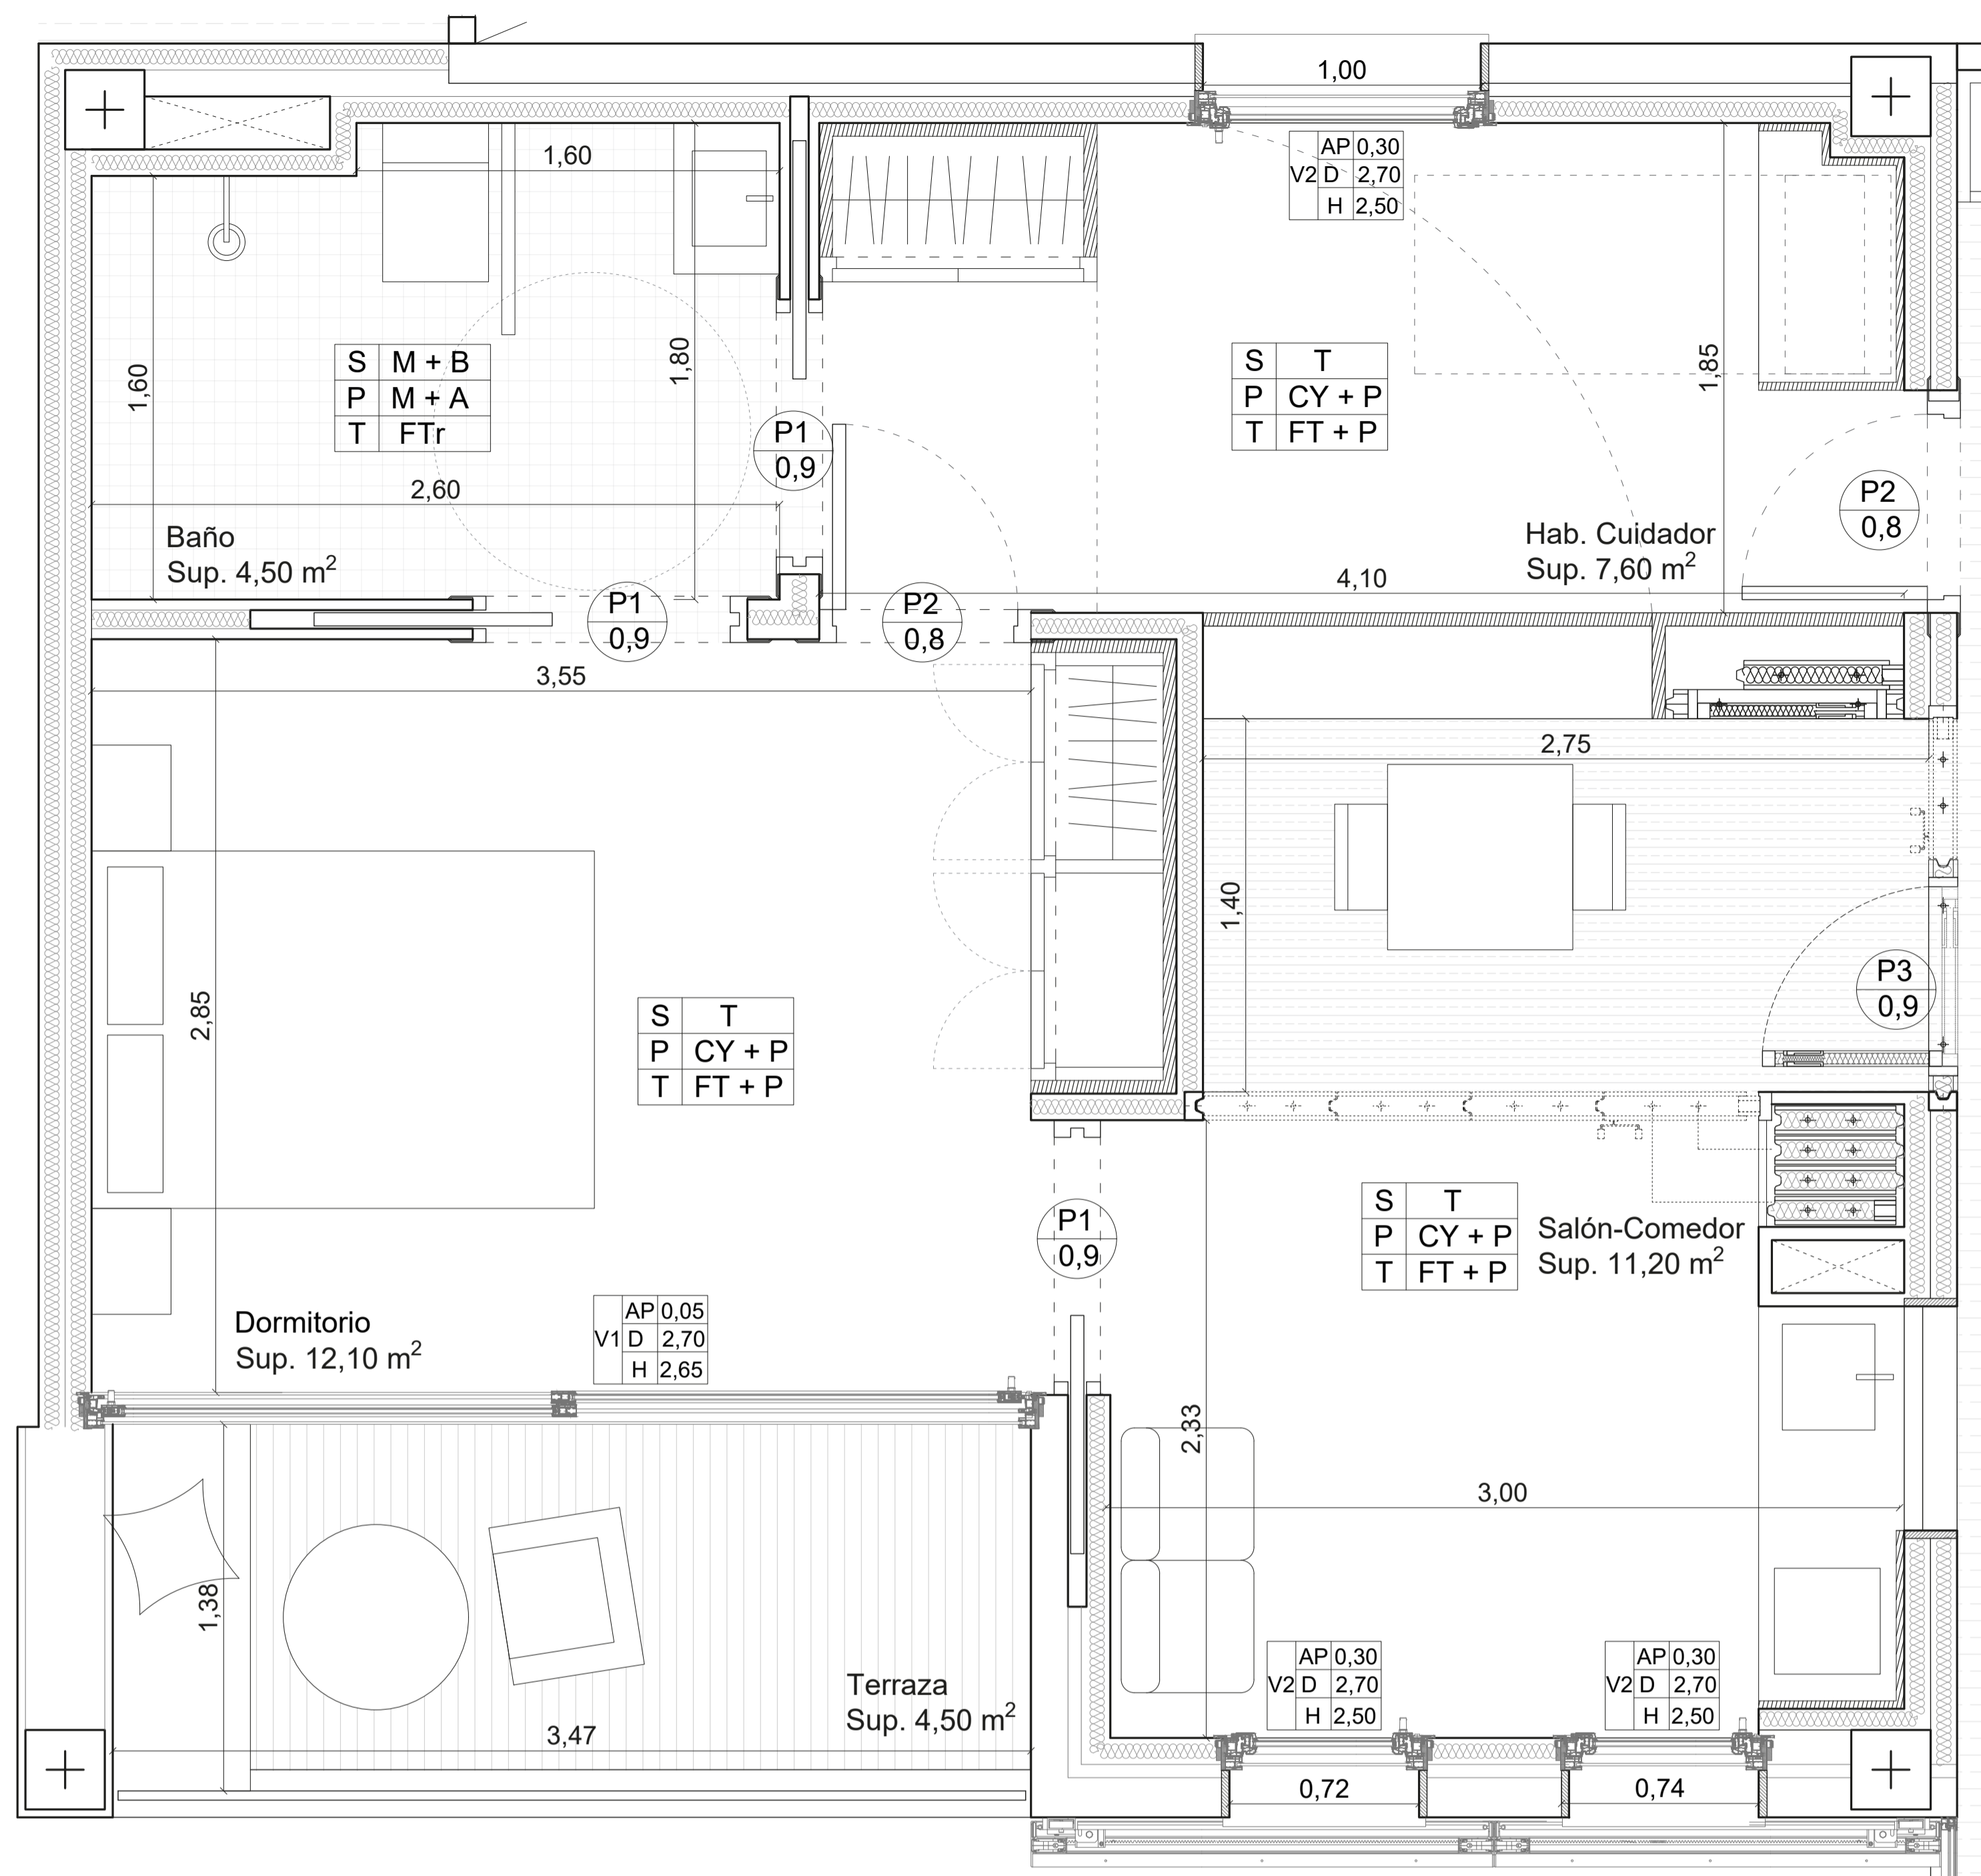 1,00
V2 AP 0,30
D 2,70
H 2,50
1,60
1,60
1,80
S M + B
P M + A
T FTr
P1
0,9
2,60
Baño
Sup. 4,50 m²
S T
P CY + P
T FT + P
1,85
P2
0,8
Hab. Cuidador
Sup. 7,60 m²
4,10
P1
0,9
P2
0,8
3,55
2,75
1,40
P3
0,9
2,85
S T
P CY + P
T FT + P
P1
0,9
S T
P CY + P
T FT + P
Salón-Comedor
Sup. 11,20 m²
Dormitorio
Sup. 12,10 m²
V1 AP 0,05
D 2,70
H 2,65
2,33
3,00
1,38
Terraza
Sup. 4,50 m²
3,47
V2 AP 0,30
D 2,70
H 2,50
V2 AP 0,30
D 2,70
H 2,50
0,72
0,74